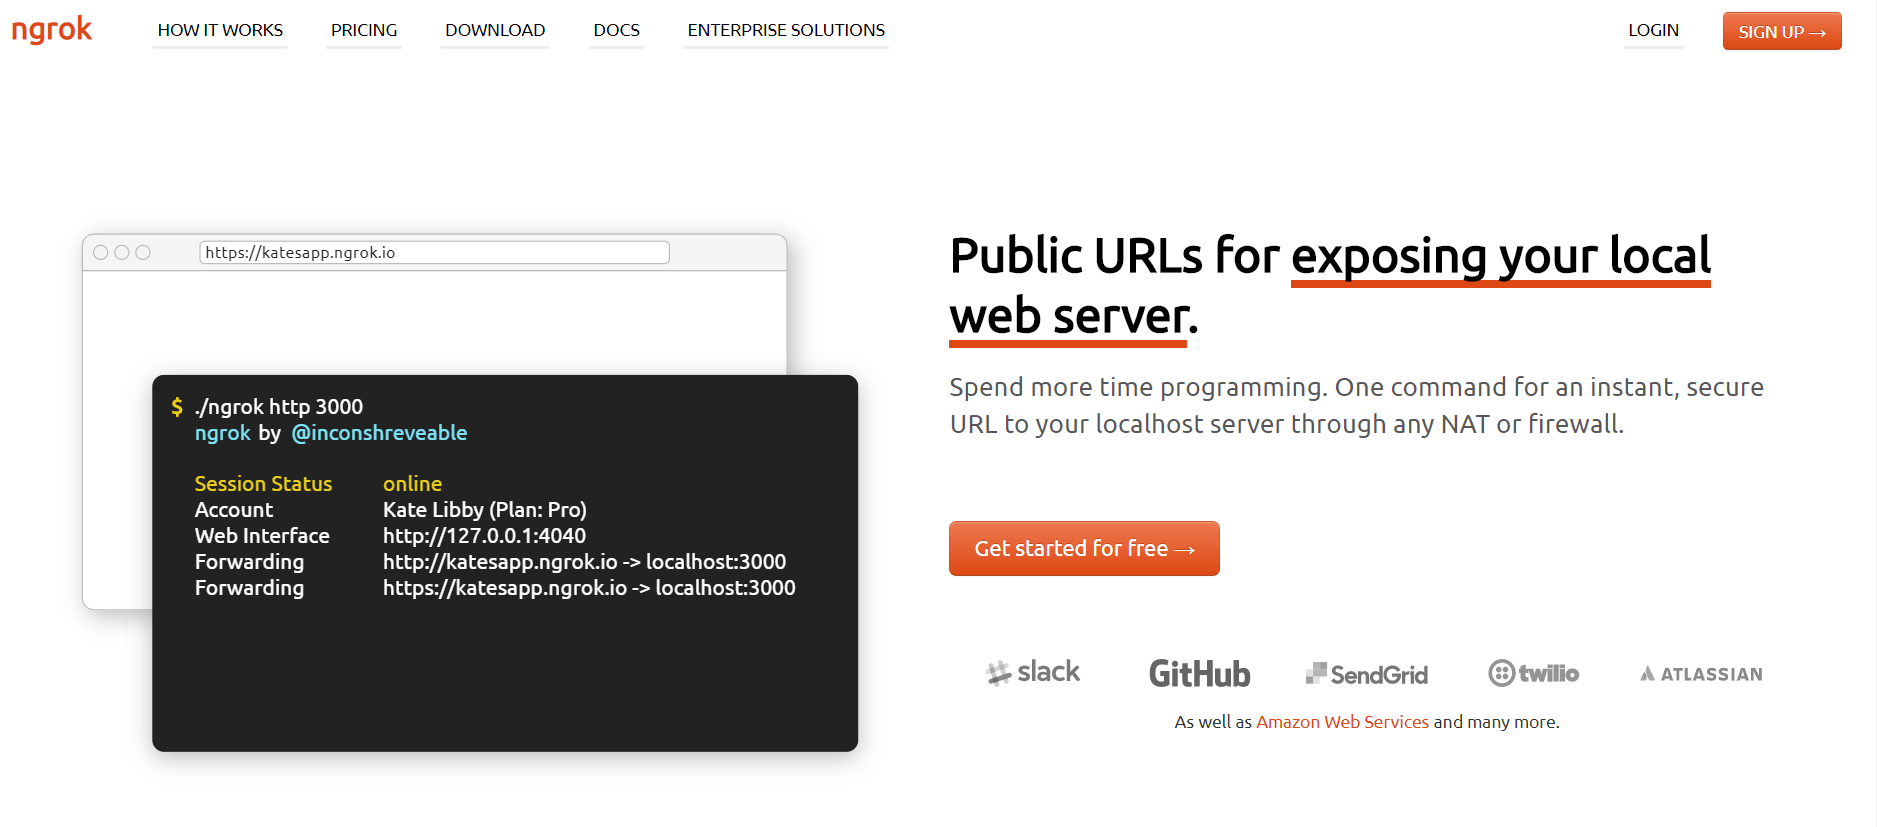 ngrok
HOW IT WORKS
PRICING
DOWNLOAD
DOCS
ENTERPRISE SOLUTIONS
LOGIN
SIGN UP →
https://katesapp.ngrok.io
$ ./ngrok http 3000
ngrok by @inconshreveable
Session Status online
Account Kate Libby (Plan: Pro)
Web Interface http://127.0.0.1:4040
Forwarding http://katesapp.ngrok.io -> localhost:3000
Forwarding https://katesapp.ngrok.io -> localhost:3000
Public URLs for exposing your local
web server.
Spend more time programming. One command for an instant, secure
URL to your localhost server through any NAT or firewall.
Get started for free →
slack
GitHub
SendGrid
twilio
ATLASSIAN
As well as Amazon Web Services and many more.